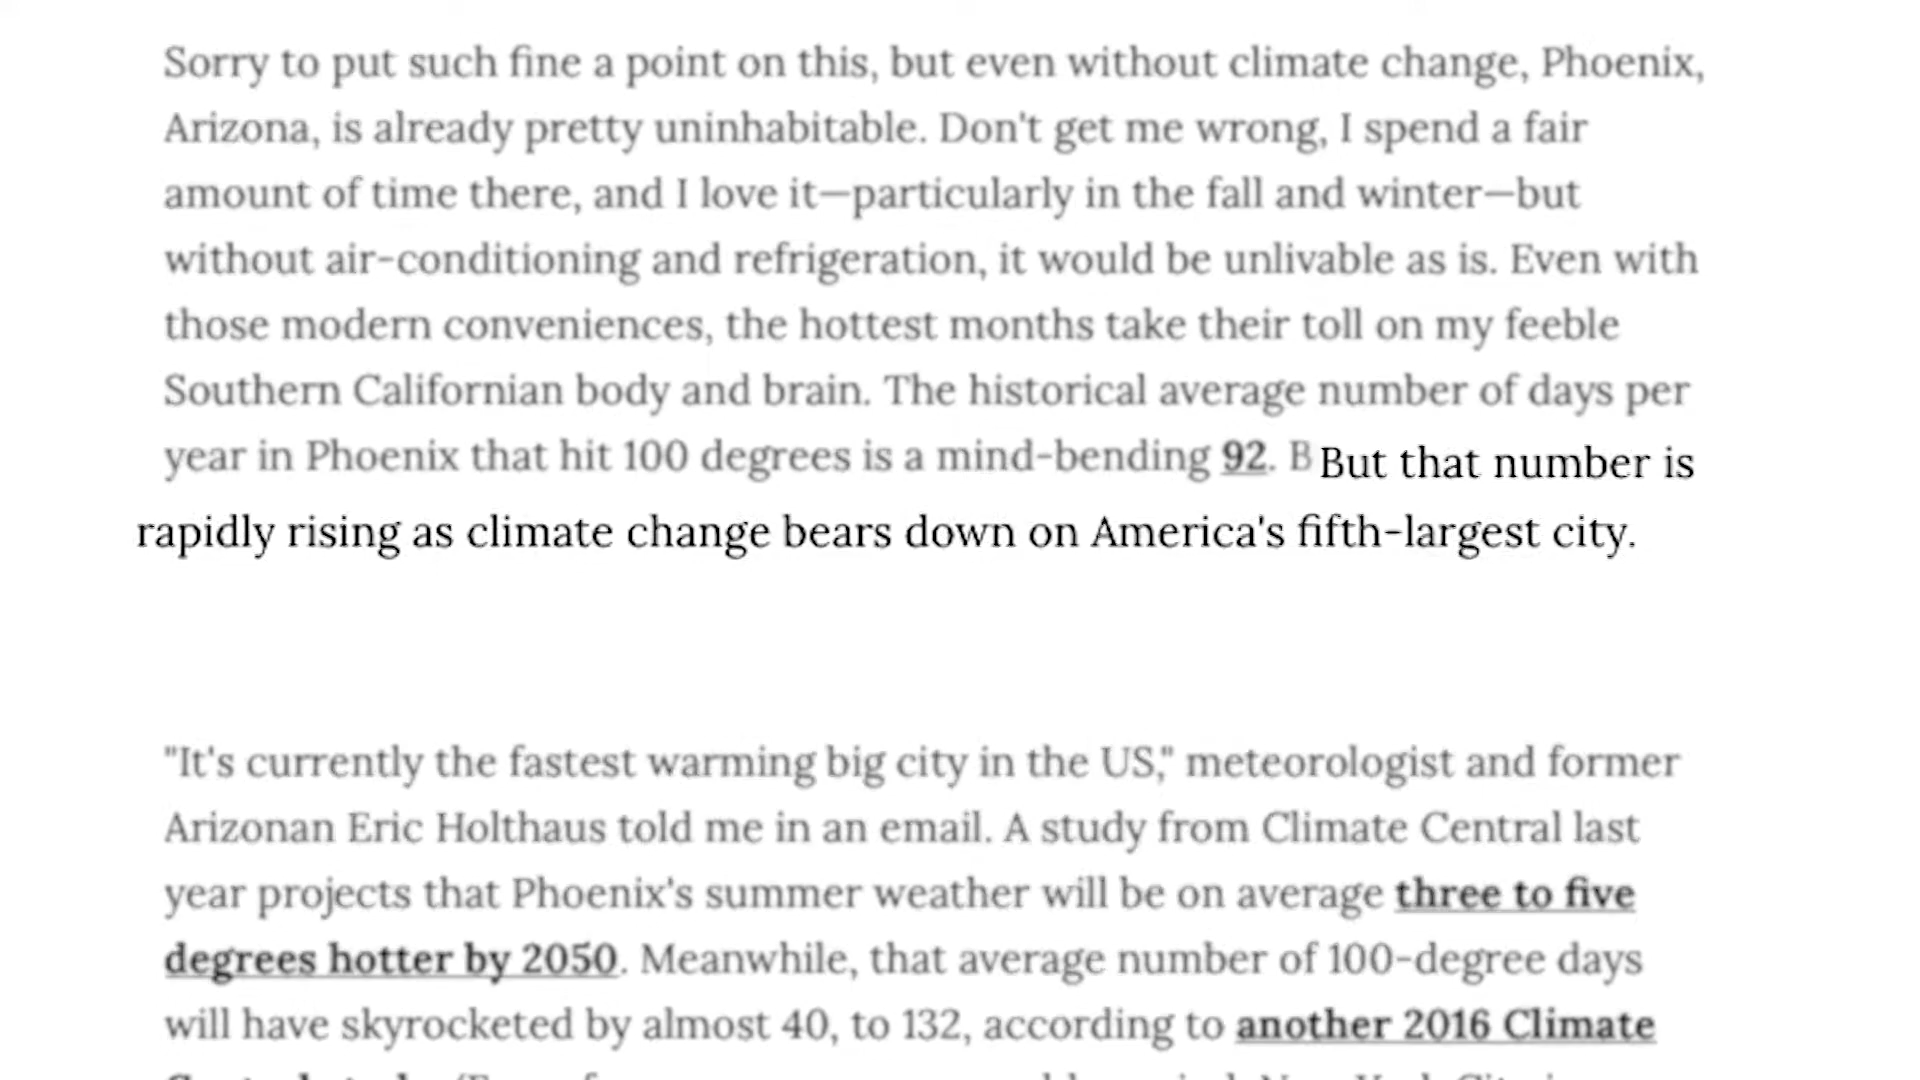 Sorry to put such fine a point on this, but even without climate change, Phoenix,
Arizona, is already pretty uninhabitable. Don't get me wrong, I spend a fair
amount of time there, and I love it—particularly in the fall and winter—but
without air-conditioning and refrigeration, it would be unlivable as is. Even with
those modern conveniences, the hottest months take their toll on my feeble
Southern Californian body and brain. The historical average number of days per
year in Phoenix that hit 100 degrees is a mind-bending 92. B But that number is
rapidly rising as climate change bears down on America's fifth-largest city.
"It's currently the fastest warming big city in the US," meteorologist and former
Arizonan Eric Holthaus told me in an email. A study from Climate Central last
year projects that Phoenix's summer weather will be on average three to five
degrees hotter by 2050. Meanwhile, that average number of 100-degree days
will have skyrocketed by almost 40, to 132, according to another 2016 Climate